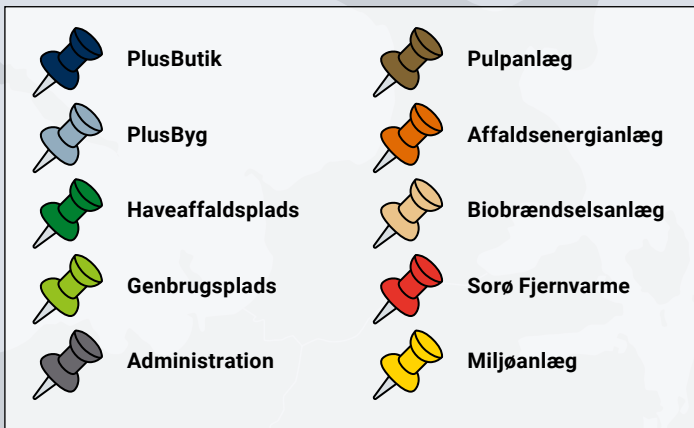 PlusButik
PlusByg
Haveaffaldsplads
Genbrugsplads
Administration
Pulpanlæg
Affaldsenergianlæg
Biobrændselsanlæg
Sorø Fjernvarme
Miljøanlæg